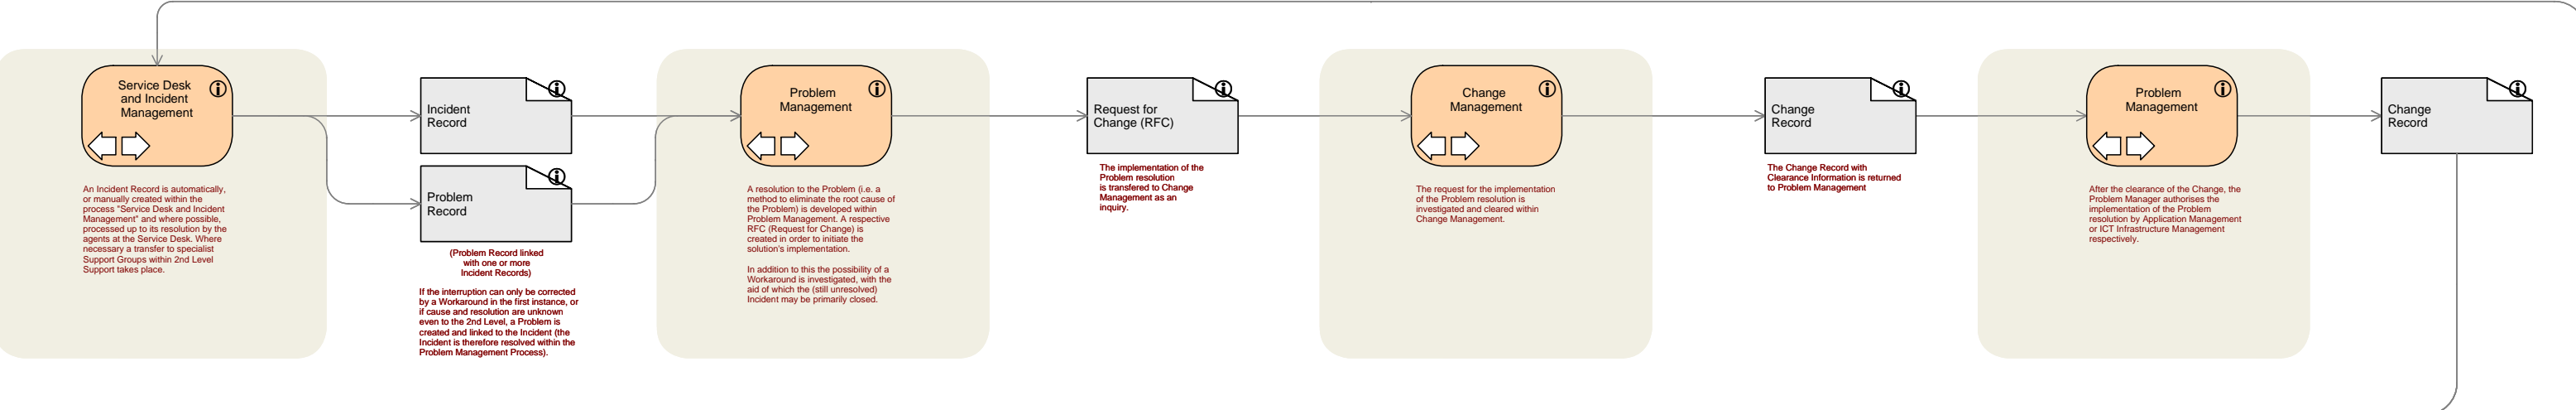 Service Desk
and Incident
Management
An Incident Record is automatically,
or manually created within the
process "Service Desk and Incident
Management" and where possible,
processed up to its resolution by the
agents at the Service Desk. Where
necessary a transfer to specialist
Support Groups within 2nd Level
Support takes place.
Incident
Record
Problem
Record
(Problem Record linked
with one or more
Incident Records)
If the interruption can only be corrected
by a Workaround in the first instance, or
if cause and resolution are unknown
even to the 2nd Level, a Problem is
created and linked to the Incident (the
Incident is therefore resolved within the
Problem Management Process).
Problem
Management
A resolution to the Problem (i.e. a
method to eliminate the root cause of
the Problem) is developed within
Problem Management. A respective
RFC (Request for Change) is
created in order to initiate the
solution's implementation.
In addition to this the possibility of a
Workaround is investigated, with the
aid of which the (still unresolved)
Incident may be primarily closed.
Request for
Change (RFC)
The implementation of the
Problem resolution
is transfered to Change
Management as an
inquiry.
Change
Management
The request for the implementation
of the Problem resolution is
investigated and cleared within
Change Management.
Change
Record
The Change Record with
Clearance Information is returned
to Problem Management
Problem
Management
After the clearance of the Change, the
Problem Manager authorises the
implementation of the Problem
resolution by Application Management
or ICT Infrastructure Management
respectively.
Change
Record